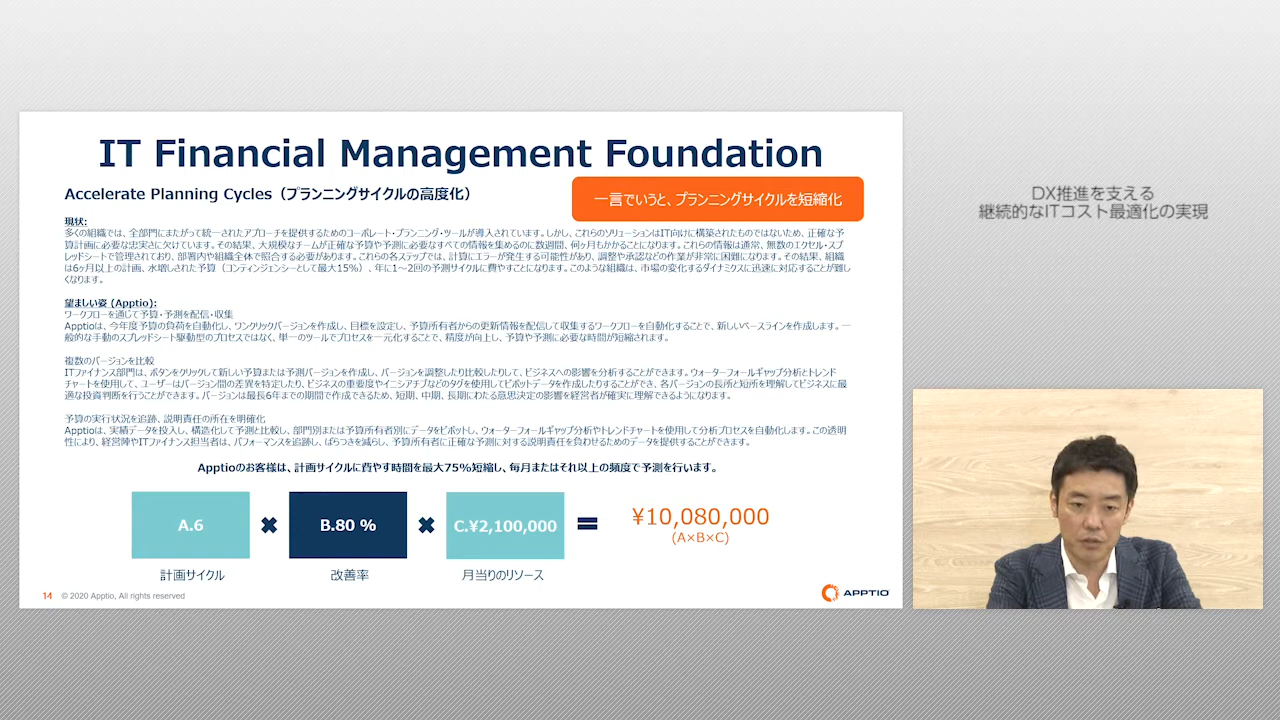 IT Financial Management Foundation
Accelerate Planning Cycles（プランニングサイクルの高度化）
一言でいうと、プランニングサイクルを短縮化
DX推進を支える
継続的なITコスト最適化の実現
現状:
多くの組織では、全部門にまたがって統一されたアプローチを提供するためのコーポレート・プランニング・ツールが導入されています。しかし、これらのソリューションはIT向けに構築されたものではないため、正確な予
算計画に必要な忠実さに欠けています。その結果、大規模なチームが正確な予算や予測に必要なすべての情報を集めるのに数週間、何ヶ月もかかることになります。これらの情報は通常、無数のエクセル・スプ
レッドシートで管理されており、部署内や組織全体で照合する必要があります。これらの各ステップでは、計算にエラーが発生する可能性があり、調整や承認などの作業が非常に困難になります。その結果、組織
は6ヶ月以上の計画、水増しされた予算（コンティンジェンシーとして最大15%）、年に1～2回の予測サイクルに費やすことになります。このような組織は、市場の変化するダイナミクスに迅速に対応することが難し
くなります。
望ましい姿 (Apptio):
ワークフローを通じて予算・予測を配信・収集
Apptioは、今年度予算の負荷を自動化し、ワンクリックバージョンを作成し、目標を設定し、予算所有者からの更新情報を配信して収集するワークフローを自動化することで、新しいベースラインを作成します。一
般的な手動のスプレッドシート駆動型のプロセスではなく、単一のツールでプロセスを一元化することで、精度が向上し、予算や予測に必要な時間が短縮されます。
複数のバージョンを比較
ITファイナンス部門は、ボタンをクリックして新しい予算または予測バージョンを作成し、バージョンを調整したり比較したりして、ビジネスへの影響を分析することができます。ウォーターフォールギャップ分析とトレンド
チャートを使用して、ユーザーはバージョン間の差異を特定したり、ビジネスの重要度やイニシアチブなどのタグを使用してピボットデータを作成したりすることができ、各バージョンの長所と短所を理解してビジネスに最
適な投資判断を行うことができます。バージョンは最長6年までの期間で作成できるため、短期、中期、長期にわたる意思決定の影響を経営者が確実に理解できるようになります。
予算の実行状況を追跡、説明責任の所在を明確化
Apptioは、実績データを投入し、構造化して予測と比較し、部門別または予算所有者別にデータをピボットし、ウォーターフォールギャップ分析やトレンドチャートを使用して分析プロセスを自動化します。この透明
性により、経営陣やITファイナンス担当者は、パフォーマンスを追跡し、ばらつきを減らし、予算所有者に正確な予測に対する説明責任を負わせるためのデータを提供することができます。
Apptioのお客様は、計画サイクルに費やす時間を最大75%短縮し、毎月またはそれ以上の頻度で予測を行います。
A.6 ✖ B.80 % ✖ C.¥2,100,000 = ¥10,080,000
(A×B×C)
計画サイクル 改善率 月当りのリソース
14 © 2020 Apptio, All rights reserved
APPTIO